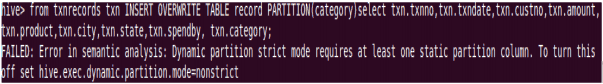 hive> from txnrecords txn INSERT OVERWRITE TABLE record PARTITION(category)select txn.txnno,txn.txndate,txn.custno,txn.amount,
txn.product,txn.city,txn.state,txn.spendby, txn.category;
FAILED: Error in semantic analysis: Dynamic partition strict mode requires at least one static partition column. To turn this
off set hive.exec.dynamic.partition.mode=nonstrict